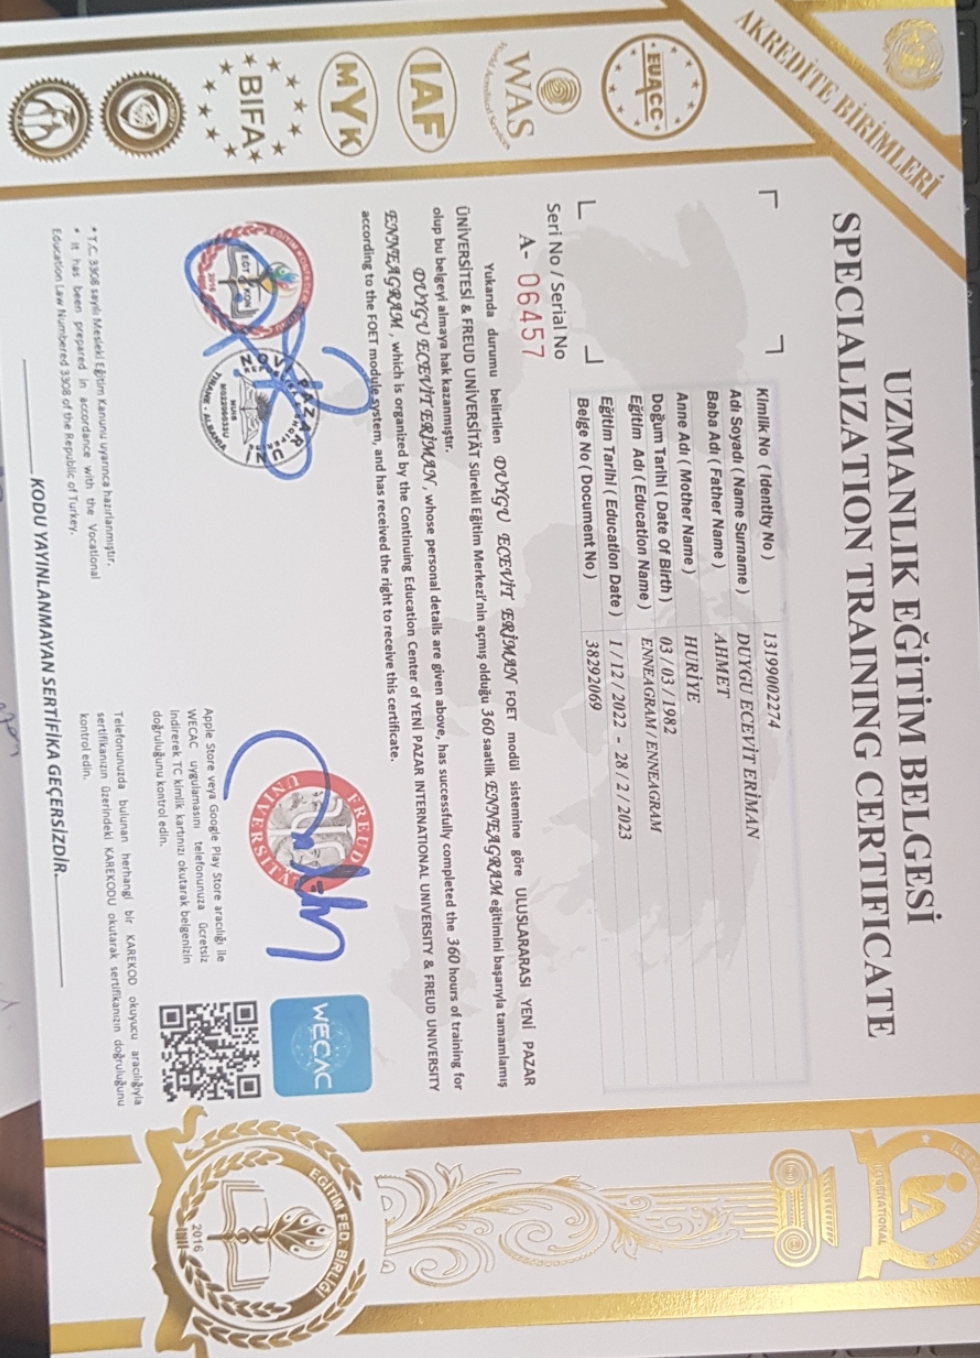 AKREDİTE BİRİMLERİ
EUACC
WAS
World Accredited Services
IAF
MYK
BIFA
UZMANLIK EĞİTİM BELGESİ
SPECIALIZATION TRAINING CERTIFICATE
Kimlik No ( Identity No ) 13199002274
Adı Soyadı ( Name Surname ) DUYGU ECEVİT ERİMAN
Baba Adı ( Father Name ) AHMET
Anne Adı ( Mother Name ) HURİYE
Doğum Tarihi ( Date Of Birth ) 03 / 03 / 1982
Eğitim Adı ( Education Name ) ENNEAGRAM / ENNEAGRAM
Eğitim Tarihi ( Education Date ) 1 / 12 / 2022 - 28 / 2 / 2023
Belge No ( Document No ) 38292069
Seri No / Serial No
A- 06457
Yukarıda durumu belirtilen DUYGU ECEVİT ERİMAN FOET modül sistemine göre ULUSLARARASI YENİ PAZAR
ÜNİVERSİTESİ & FREUD UNİVERSİTÄT Sürekli Eğitim Merkezi'nin açmış olduğu 360 saatlik ENNEAGRAM eğitimini başarıyla tamamlamış
olup bu belgeyi almaya hak kazanmıştır.
DUYGU ECEVİT ERİMAN, whose personal details are given above, has successfully completed the 360 hours of training for
ENNEAGRAM, which is organized by the Continuing Education Center of YENİ PAZAR INTERNATIONAL UNIVERSITY & FREUD UNIVERSITY
according to the FOET module system, and has received the right to receive this certificate.
PAZAR
TIRANE - ALBANIA
FREUD
UNIVERSITÄT
WECAC
Apple Store veya Google Play Store aracılığı ile
WECAC uygulamasını telefonunuza ücretsiz
indirerek TC kimlik kartınızı okutarak belgenizin
doğruluğunu kontrol edin.
* T.C. 3308 sayılı Mesleki Eğitim Kanunu uyarınca hazırlanmıştır.
* It has been prepared in accordance with the Vocational
Education Law Numbered 3308 of the Republic of Turkey.
Telefonunuzda bulunan herhangi bir KAREKOD okuyucu aracılığıyla
sertifikanızın üzerindeki KAREKODU okutarak sertifikanızın doğruluğunu
kontrol edin.
KODU YAYINLANMAYAN SERTİFİKA GEÇERSİZDİR.
EĞİTİM FED. BİRLİĞİ
2016
INTERNATIONAL